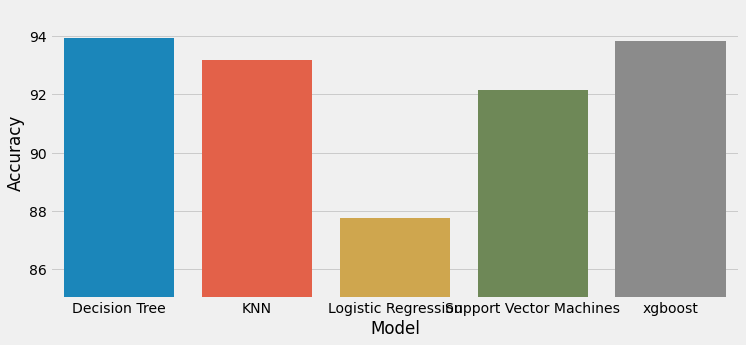 Accuracy
94
92
90
88
86
Decision Tree
KNN
Logistic Regression
Support Vector Machines
xgboost
Model